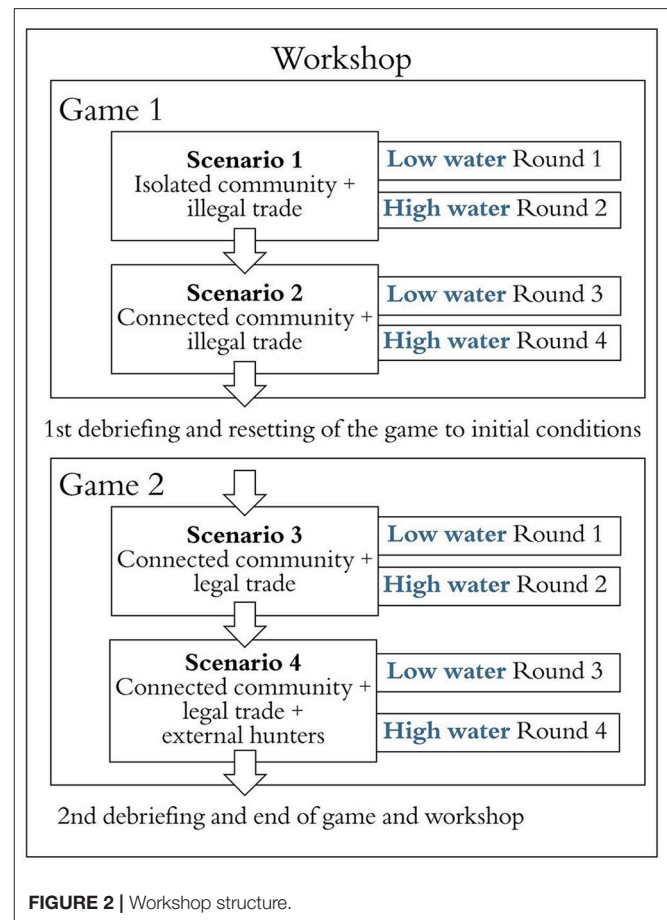 Workshop
Game 1
Scenario 1
Isolated community +
illegal trade
Low water Round 1
High water Round 2
Scenario 2
Connected community +
illegal trade
Low water Round 3
High water Round 4
1st debriefing and resetting of the game to initial conditions
Game 2
Scenario 3
Connected community +
legal trade
Low water Round 1
High water Round 2
Scenario 4
Connected community +
legal trade +
external hunters
Low water Round 3
High water Round 4
2nd debriefing and end of game and workshop
FIGURE 2 | Workshop structure.